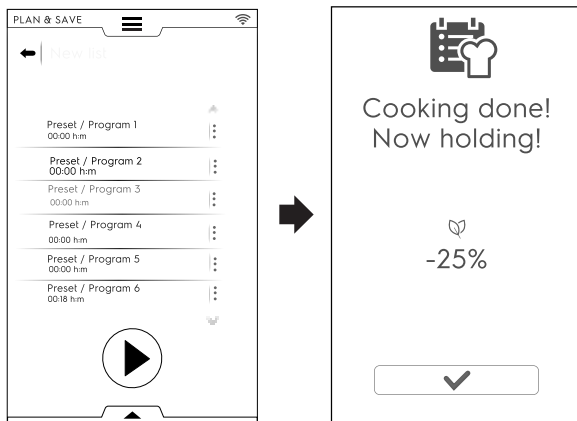 PLAN & SAVE
New list
Preset / Program 1
00:00 h:m
Preset / Program 2
00:00 h:m
Preset / Program 3
00:00 h:m
Preset / Program 4
00:00 h:m
Preset / Program 5
00:00 h:m
Preset / Program 6
00:18 h:m
Cooking done!
Now holding!
-25%